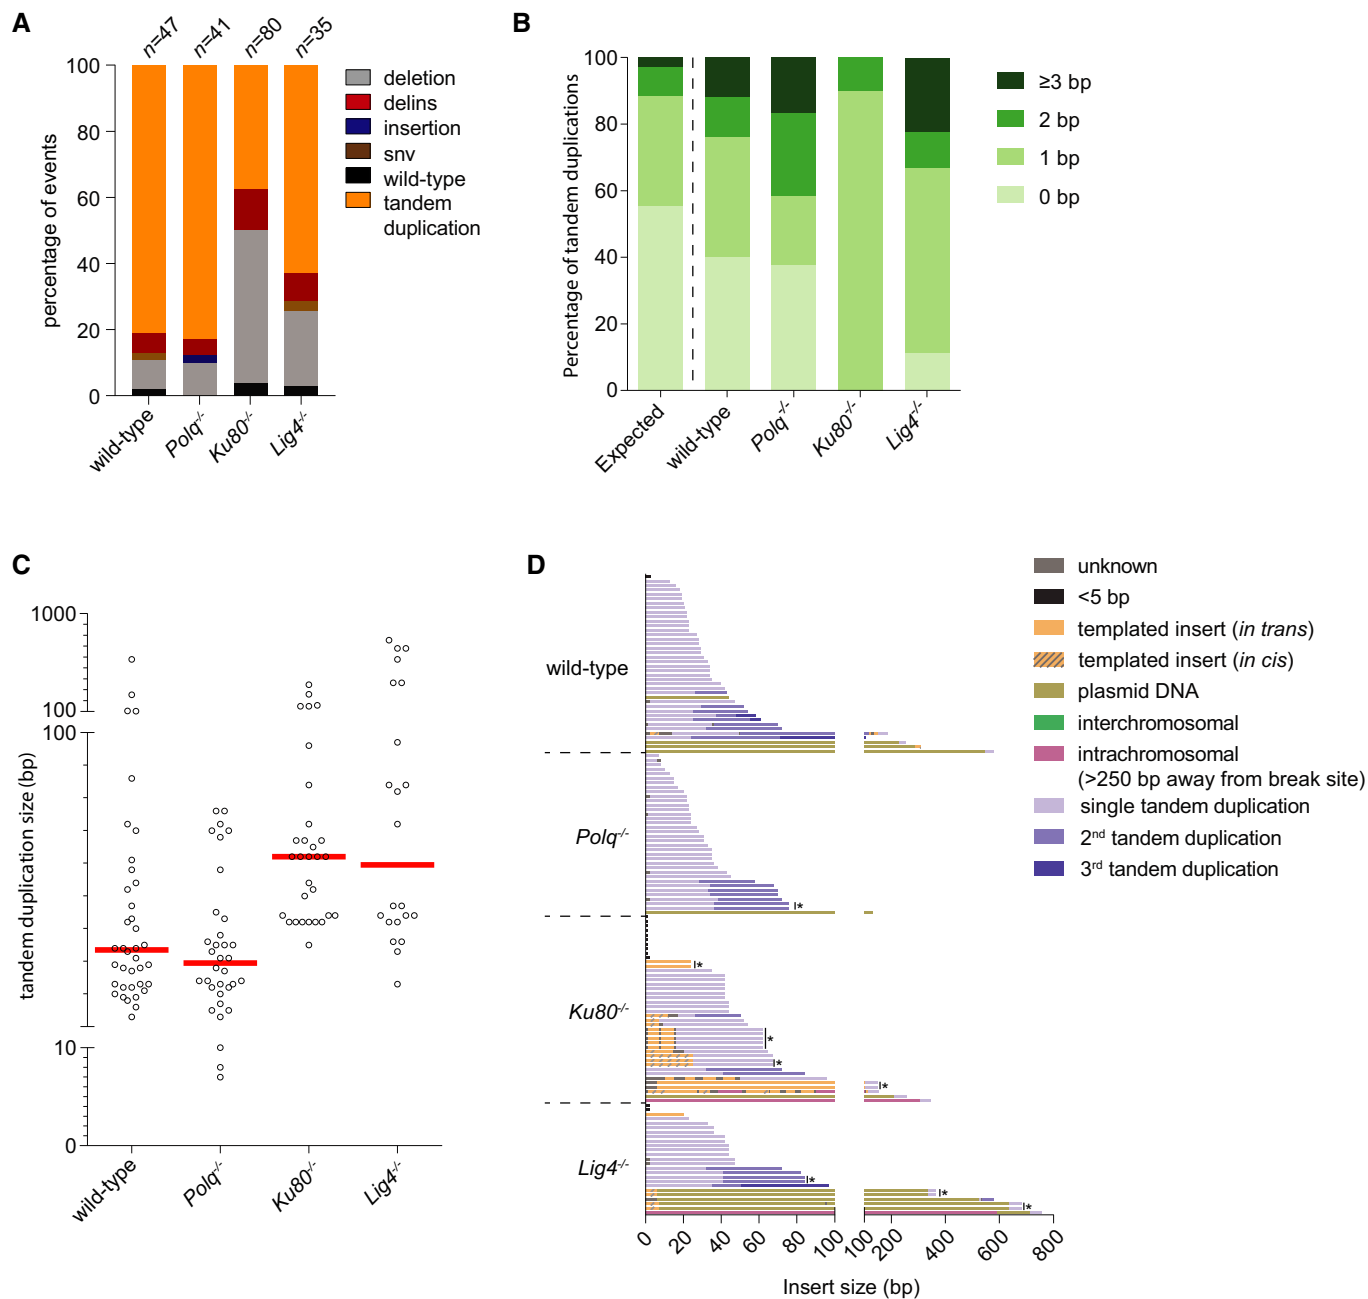 A
n=47
n=41
n=80
n=35
percentage of events
100
80
60
40
20
0
wild-type
Polq-/-
Ku80-/-
Lig4-/-
deletion
delins
insertion
snv
wild-type
tandem
duplication
B
Percentage of tandem duplications
100
80
60
40
20
0
Expected
wild-type
Polq-/-
Ku80-/-
Lig4-/-
≥3 bp
2 bp
1 bp
0 bp
C
tandem duplication size (bp)
1000
100
100
10
0
wild-type
Polq-/-
Ku80-/-
Lig4-/-
D
wild-type
Polq-/-
Ku80-/-
Lig4-/-
*
*
*
*
*
*
*
*
0
20
40
60
80
100
100
200
400
600
800
Insert size (bp)
unknown
<5 bp
templated insert (in trans)
templated insert (in cis)
plasmid DNA
interchromosomal
intrachromosomal
(>250 bp away from break site)
single tandem duplication
2nd tandem duplication
3rd tandem duplication